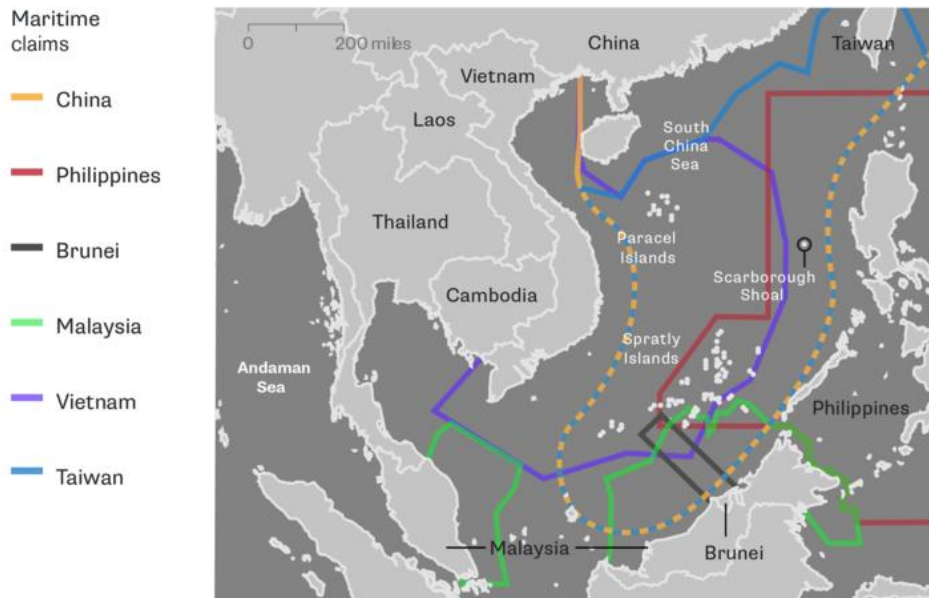 Maritime
claims
China
Philippines
Brunei
Malaysia
Vietnam
Taiwan
0
200 miles
China
Taiwan
Vietnam
Laos
South
China
Sea
Thailand
Paracel
Islands
Scarborough
Shoal
Cambodia
Spratly
Islands
Andaman
Sea
Philippines
Malaysia
Brunei